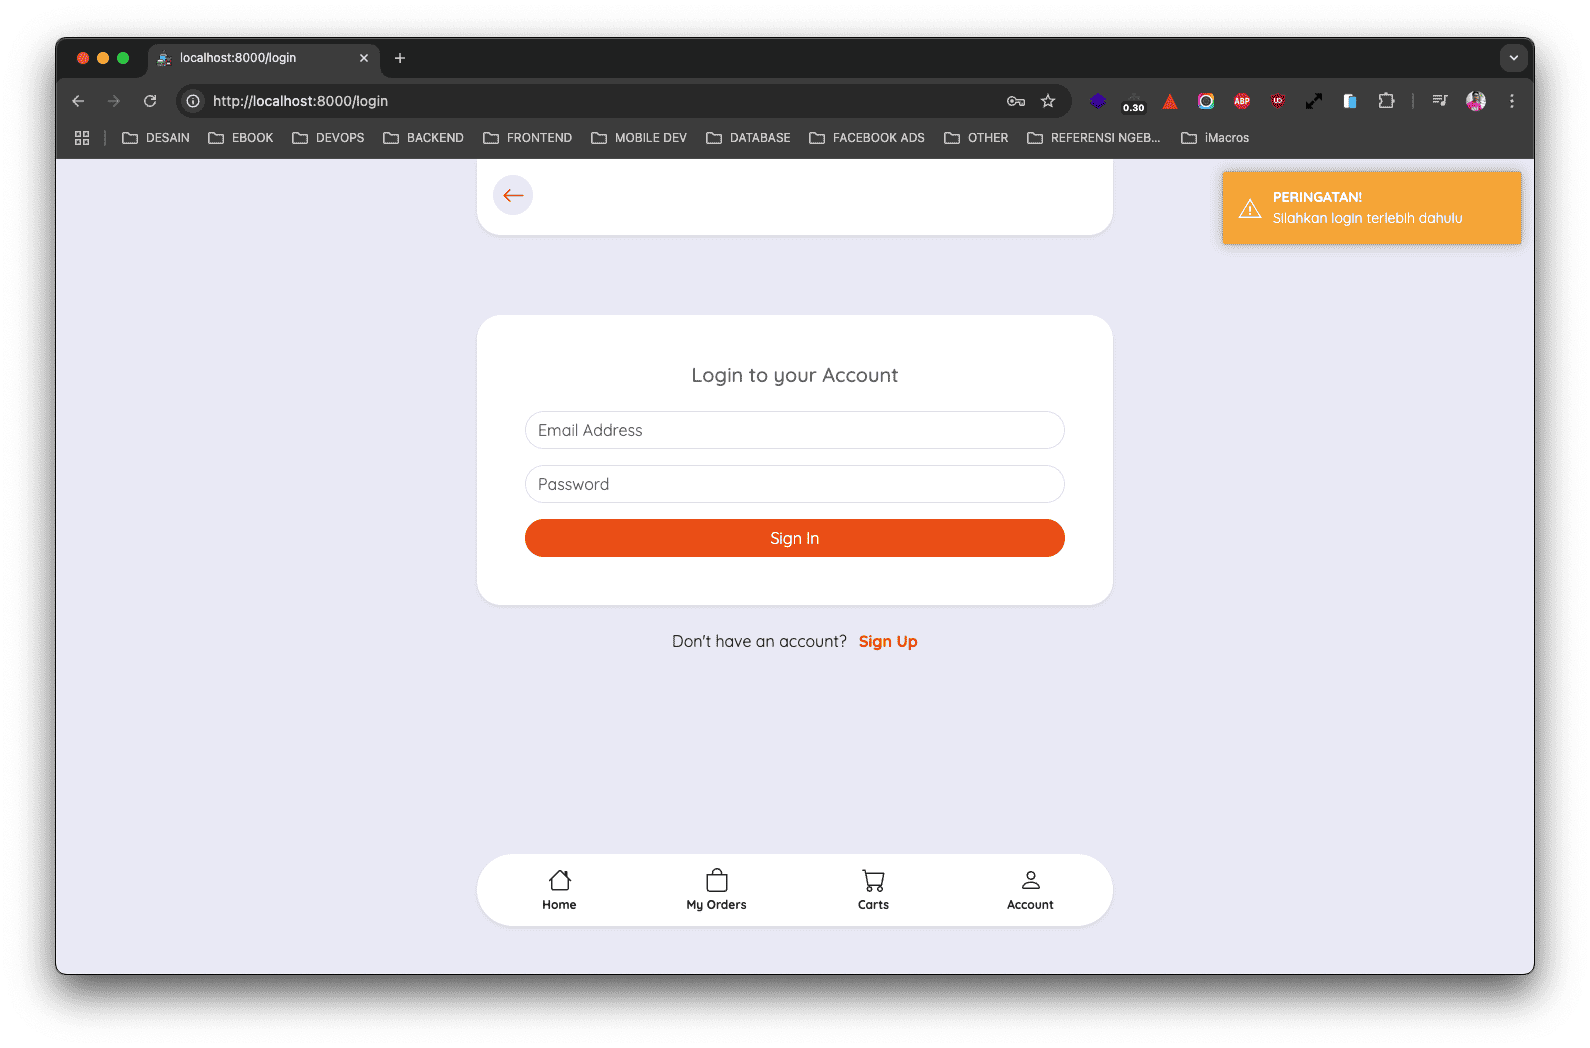 localhost:8000/login
http://localhost:8000/login
0.30
ABP
UD
DESAIN
EBOOK
DEVOPS
BACKEND
FRONTEND
MOBILE DEV
DATABASE
FACEBOOK ADS
OTHER
REFERENSI NGEB...
iMacros
PERINGATAN!
Silahkan login terlebih dahulu
Login to your Account
Email Address
Password
Sign In
Don't have an account? Sign Up
Home
My Orders
Carts
Account